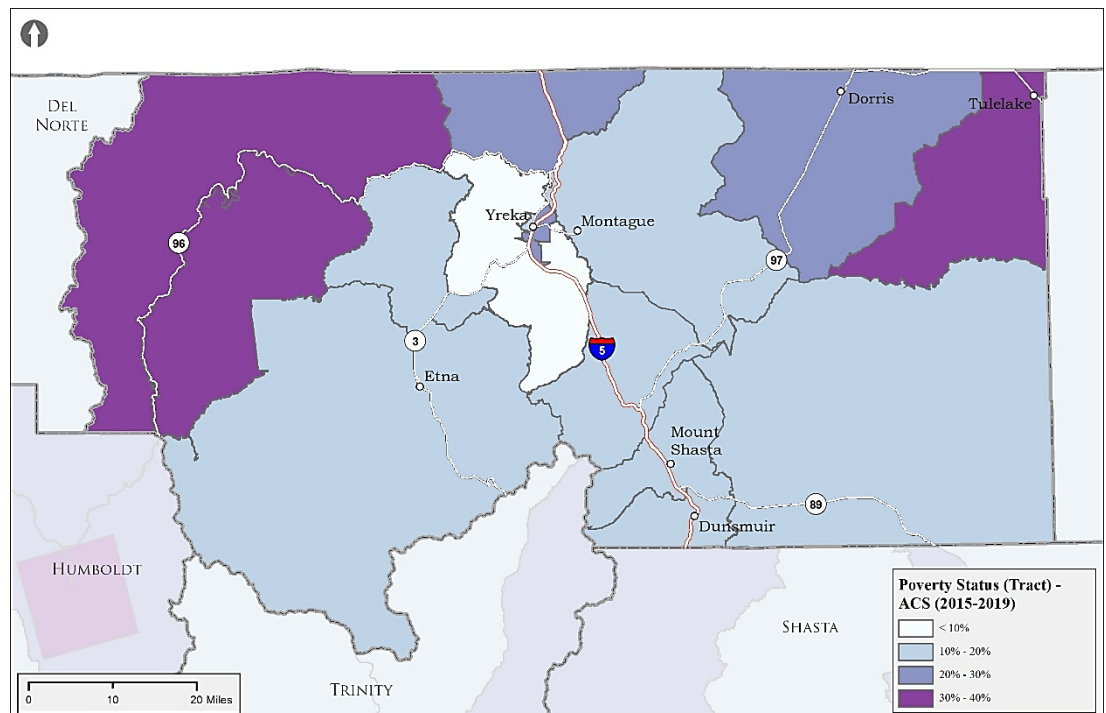 DEL
NORTE
Dorris
Tulelake
Yreka
Montague
96
97
3
5
Etna
Mount
Shasta
89
Dunsmuir
HUMBOLDT
SHASTA
TRINITY
Poverty Status (Tract) -
ACS (2015-2019)
< 10%
10% - 20%
20% - 30%
30% - 40%
0 10 20 Miles